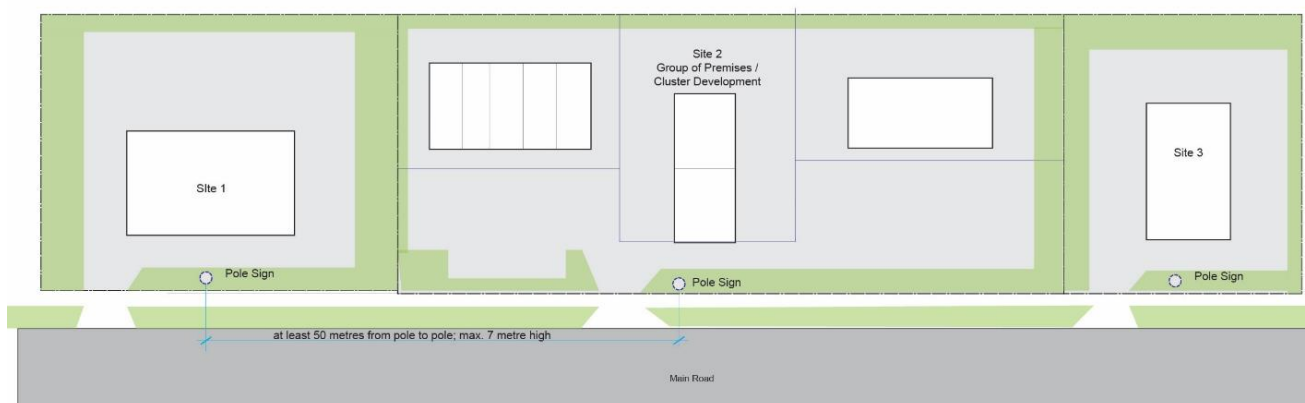 Site 2
Group of Premises /
Cluster Development
SIte 1
Site 3
Pole Sign
Pole Sign
Pole Sign
at least 50 metres from pole to pole; max. 7 metre high
Main Road